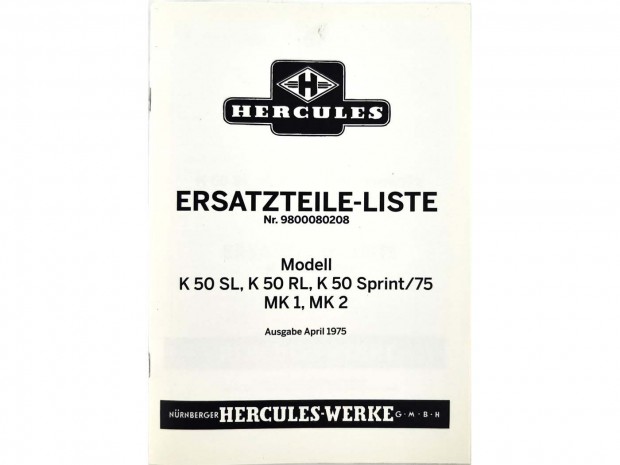 H
HERCULES
ERSATZTEILE-LISTE
Nr. 9800080208
Modell
K 50 SL, K 50 RL, K 50 Sprint/75
MK 1, MK 2
Ausgabe April 1975
NÜRNBERGER HERCULES-WERKE G·M·B·H